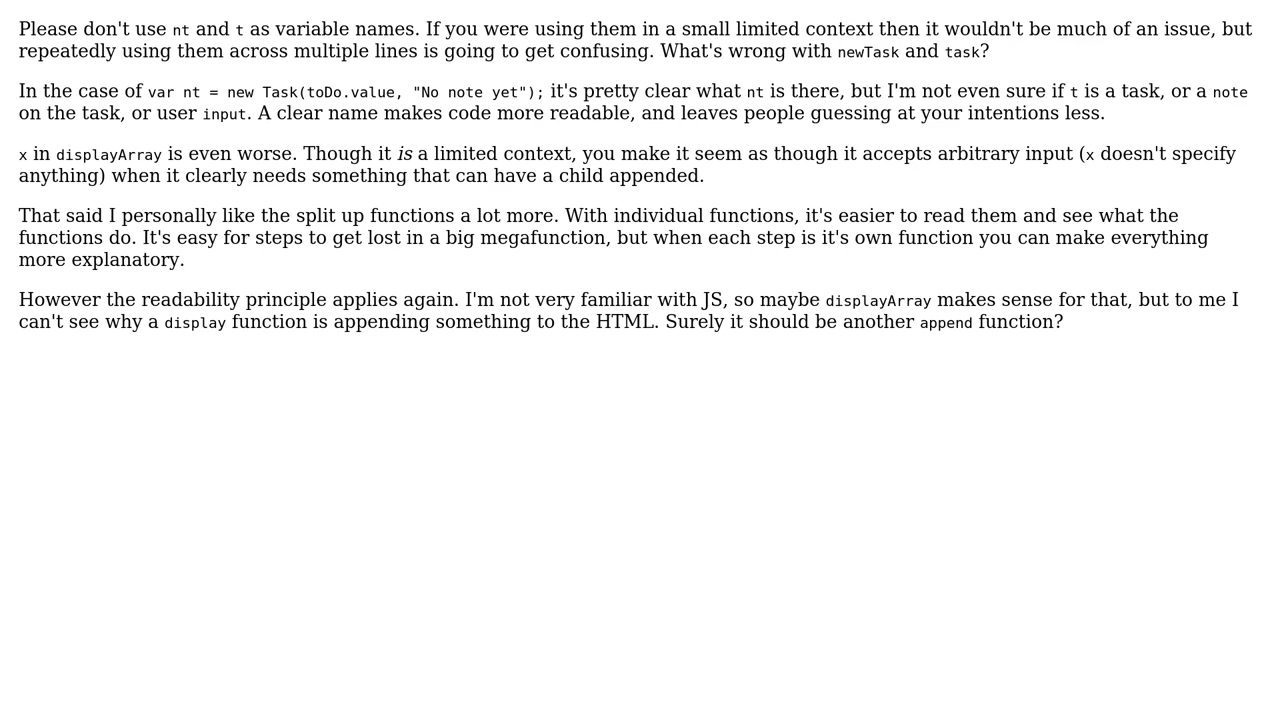 Please don't use nt and t as variable names. If you were using them in a small limited context then it wouldn't be much of an issue, but
repeatedly using them across multiple lines is going to get confusing. What's wrong with newTask and task?
In the case of var nt = new Task(toDo.value, "No note yet"); it's pretty clear what nt is there, but I'm not even sure if t is a task, or a note
on the task, or user input. A clear name makes code more readable, and leaves people guessing at your intentions less.
x in displayArray is even worse. Though it is a limited context, you make it seem as though it accepts arbitrary input (x doesn't specify
anything) when it clearly needs something that can have a child appended.
That said I personally like the split up functions a lot more. With individual functions, it's easier to read them and see what the
functions do. It's easy for steps to get lost in a big megafunction, but when each step is it's own function you can make everything
more explanatory.
However the readability principle applies again. I'm not very familiar with JS, so maybe displayArray makes sense for that, but to me I
can't see why a display function is appending something to the HTML. Surely it should be another append function?